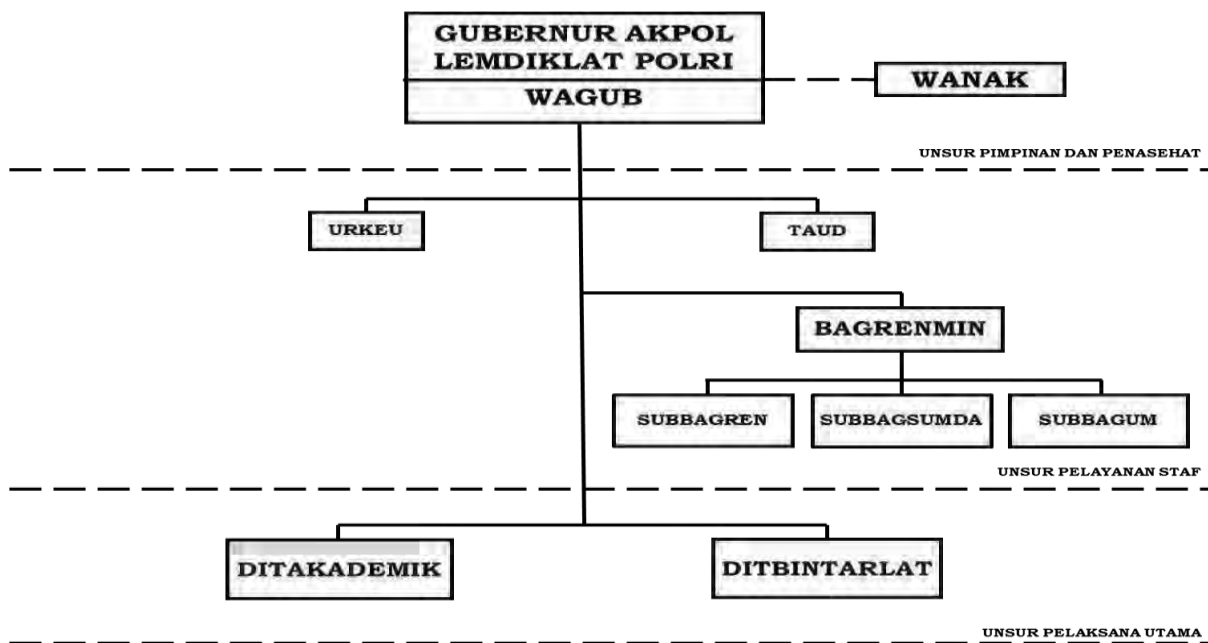 GUBERNUR AKPOL
LEMDIKLAT POLRI
WAGUB
WANAK
UNSUR PIMPINAN DAN PENASEHAT
URKEU
TAUD
BAGRENMIN
SUBBAGREN
SUBBAGSUMDA
SUBBAGUM
UNSUR PELAYANAN STAF
DITAKADEMIK
DITBINTARLAT
UNSUR PELAKSANA UTAMA